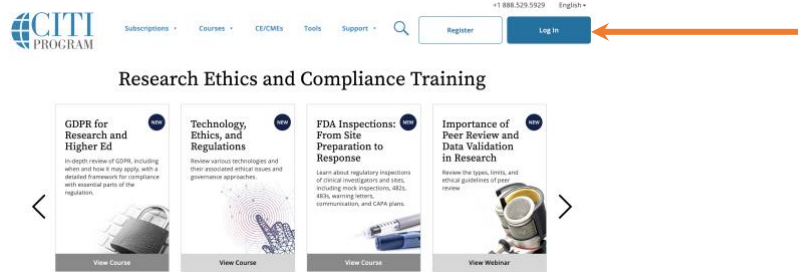 +1 888.529.5929 English
CITI
PROGRAM
Subscriptions Courses CE/CMEs Tools Support
Register
Log In
Research Ethics and Compliance Training
GDPR for
Research and
Higher Ed
NEW
In-depth review of GDPR, including
when and how it may apply, with a
detailed framework for compliance
with essential parts of the
regulation.
View Course
Technology,
Ethics, and
Regulations
NEW
Review various technologies and
their associated ethical issues and
governance approaches.
View Course
FDA Inspections:
From Site
Preparation to
Response
NEW
Learn about regulatory inspections
of clinical investigators and sites,
including mock inspections, 482s,
483s, warning letters,
communication, and CAPA plans.
View Course
Importance of
Peer Review and
Data Validation
in Research
NEW
Review the types, limits, and
ethical guidelines of peer
review
View Webinar